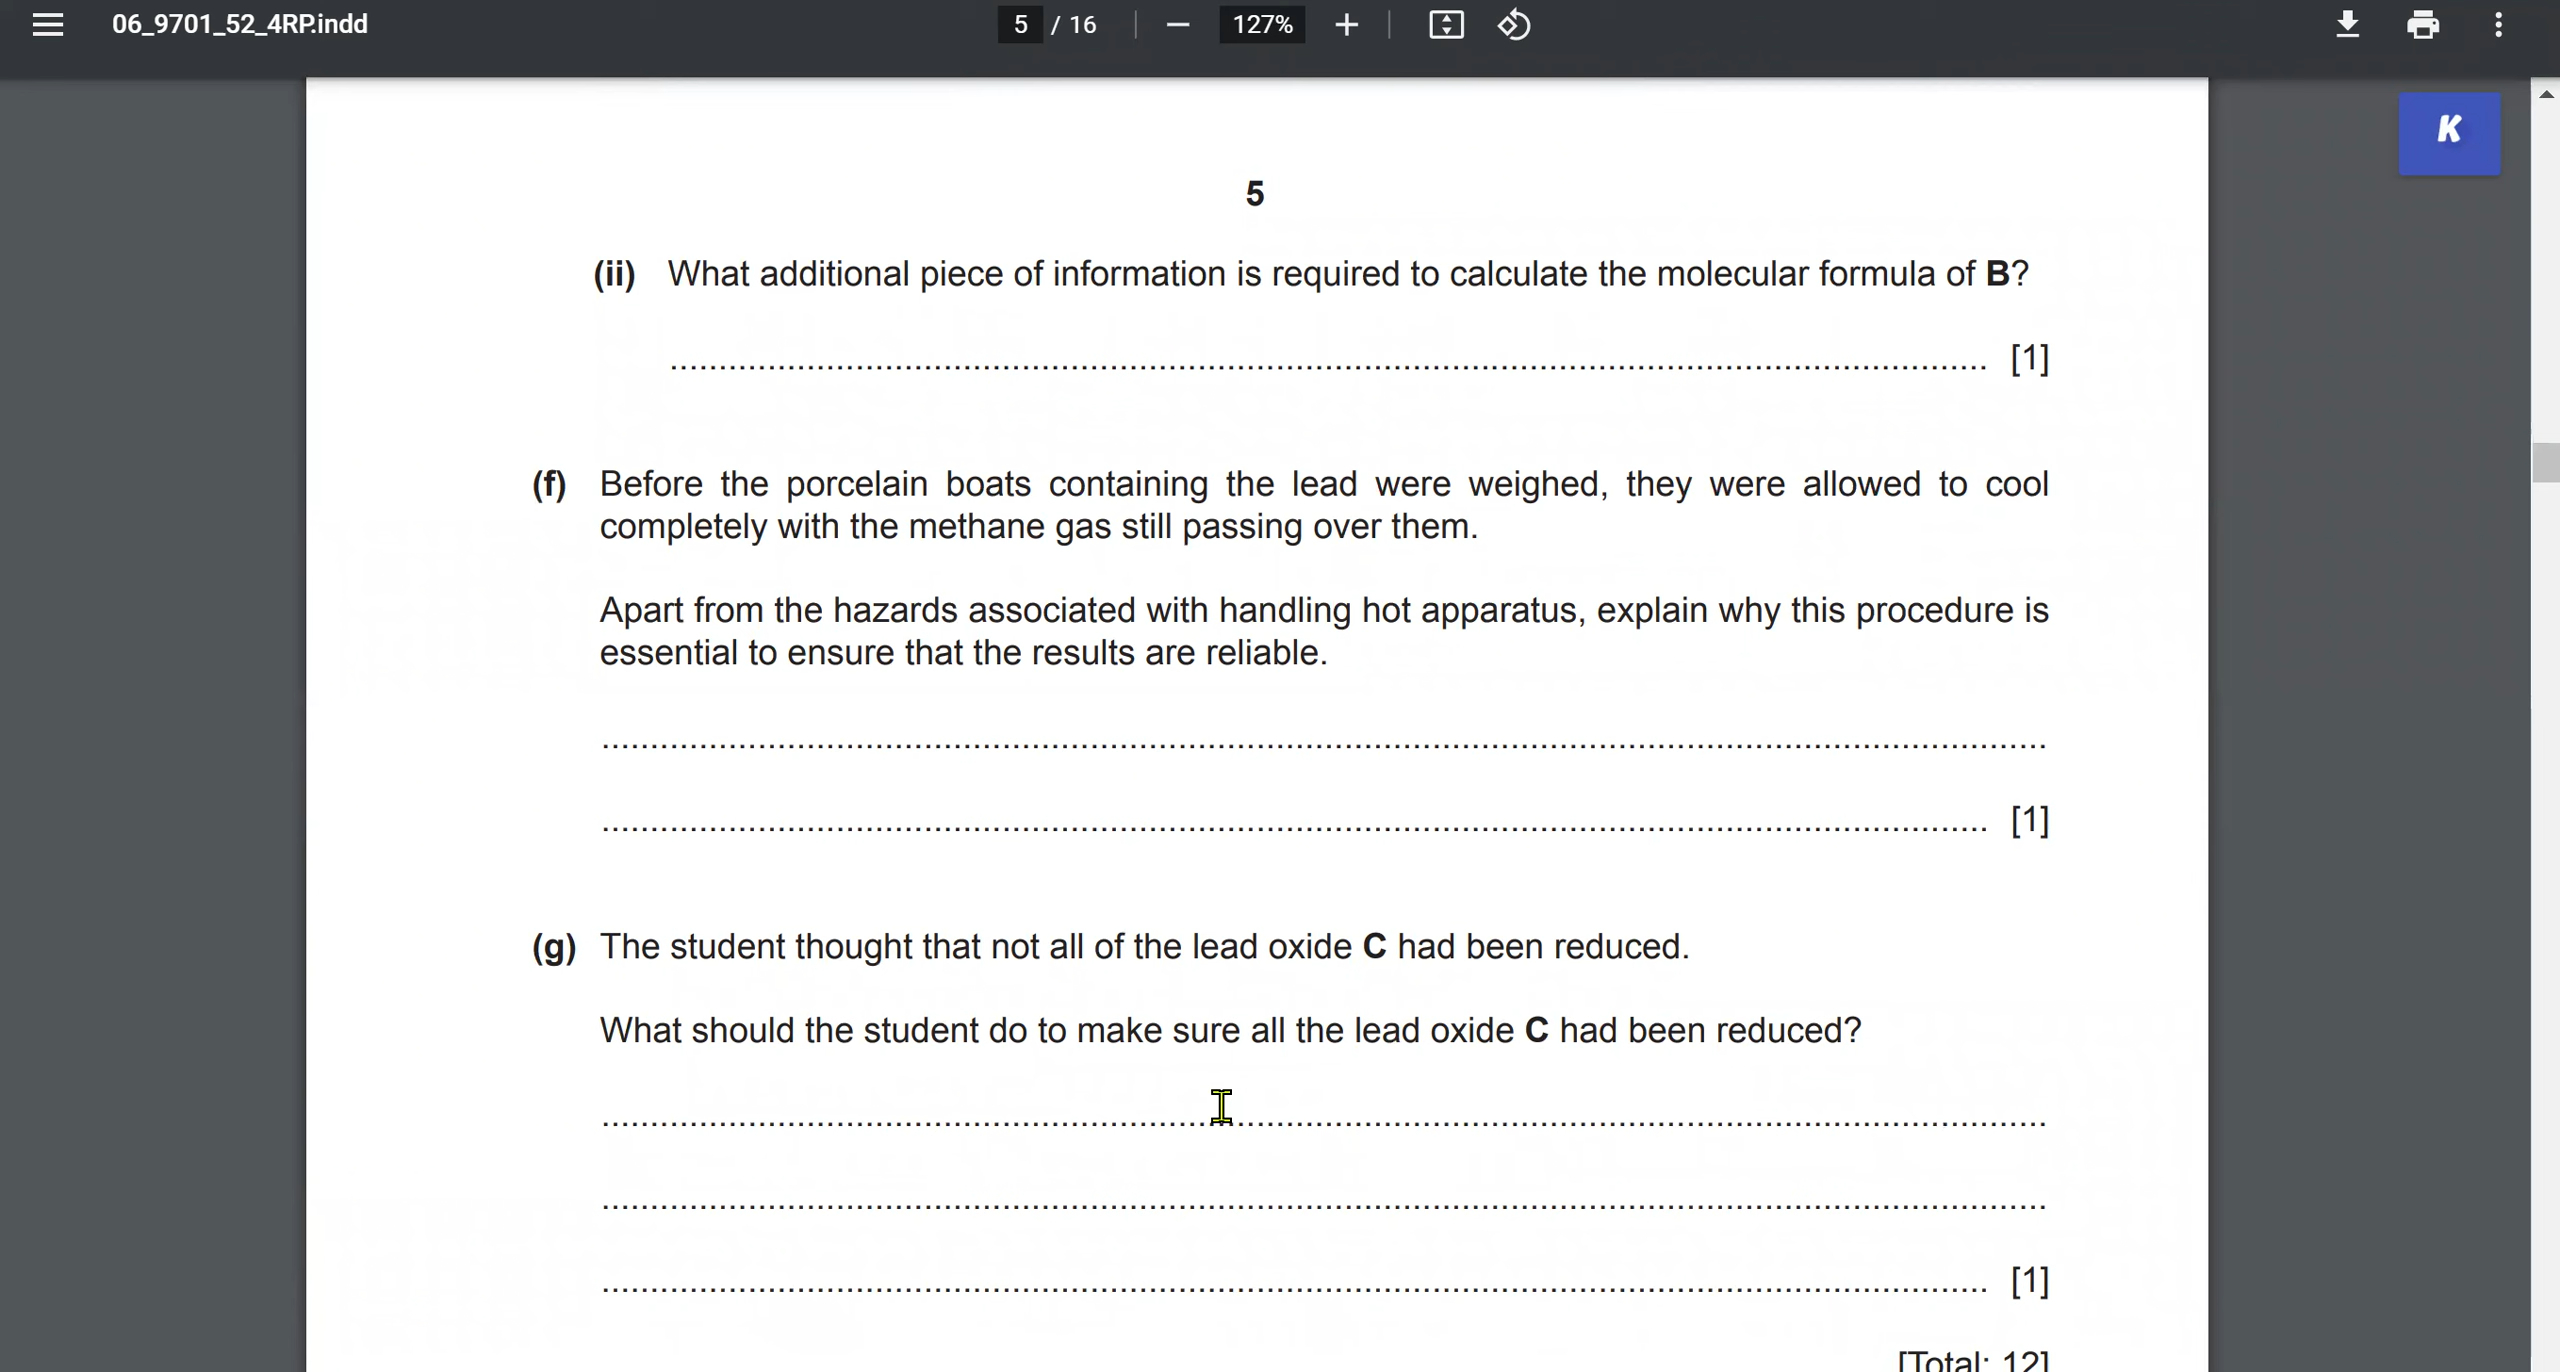 06_9701_52_4RP.indd
5 / 16
127%
K
5
(ii) What additional piece of information is required to calculate the molecular formula of B?
.................................................................................................................................... [1]
(f) Before the porcelain boats containing the lead were weighed, they were allowed to cool
completely with the methane gas still passing over them.
Apart from the hazards associated with handling hot apparatus, explain why this procedure is
essential to ensure that the results are reliable.
....................................................................................................................................
.................................................................................................................................... [1]
(g) The student thought that not all of the lead oxide C had been reduced.
What should the student do to make sure all the lead oxide C had been reduced?
....................................................................................................................................
....................................................................................................................................
.................................................................................................................................... [1]
[Total: 12]